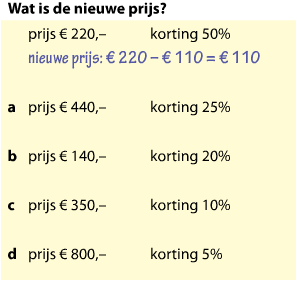 Wat is de nieuwe prijs?
prijs € 220,– korting 50%
nieuwe prijs: € 220 – € 110 = € 110
a prijs € 440,– korting 25%
b prijs € 140,– korting 20%
c prijs € 350,– korting 10%
d prijs € 800,– korting 5%